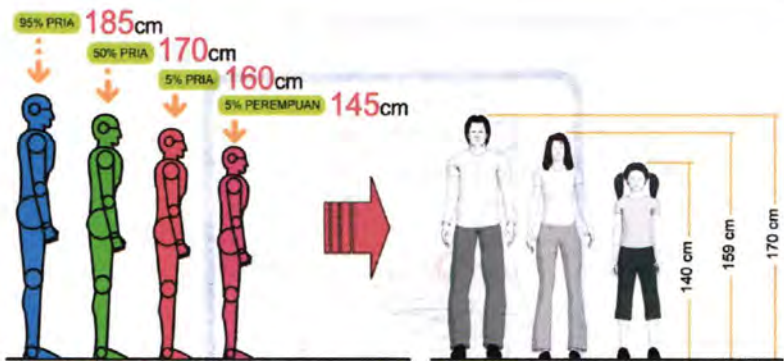 95% PRIA 185cm
50% PRIA 170cm
5% PRIA 160cm
5% PEREMPUAN 145cm
140 cm
159 cm
170 cm